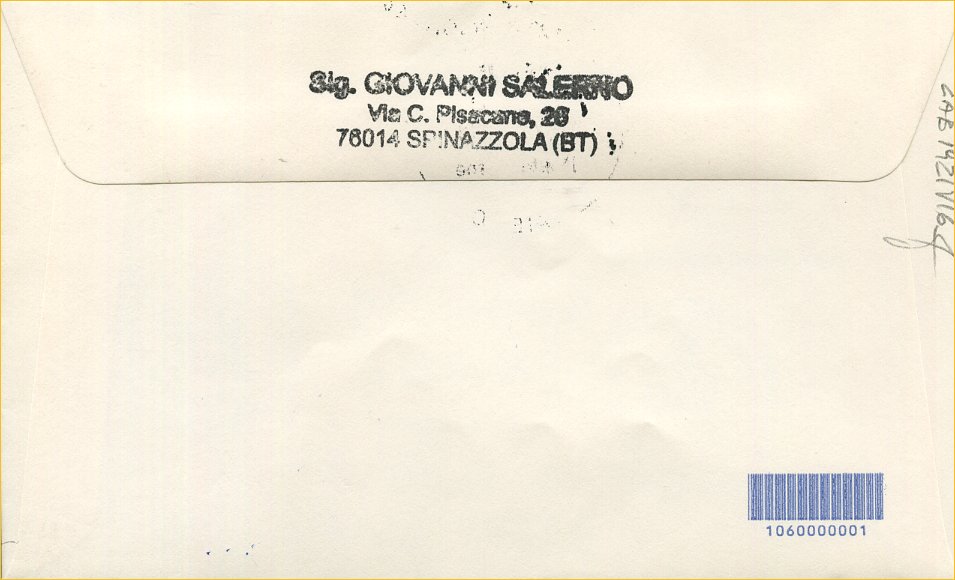 Sig. GIOVANNI SALERNO
Via C. Pisacane, 26
76014 SPINAZZOLA (BT)
1060000001